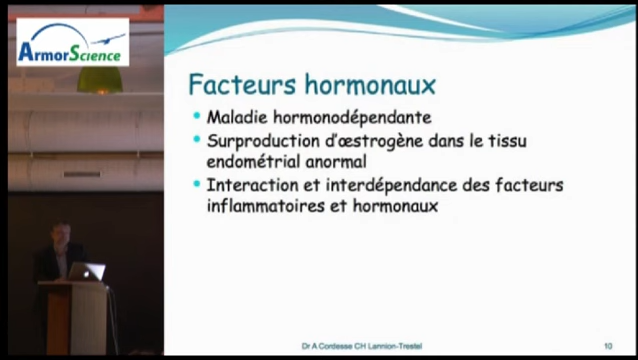 ArmorScience
Facteurs hormonaux
Maladie hormonodépendante
Surproduction d'œstrogène dans le tissu
endométrial anormal
Interaction et interdépendance des facteurs
inflammatoires et hormonaux
Dr A Cordesse CH Lannion-Trestel
10